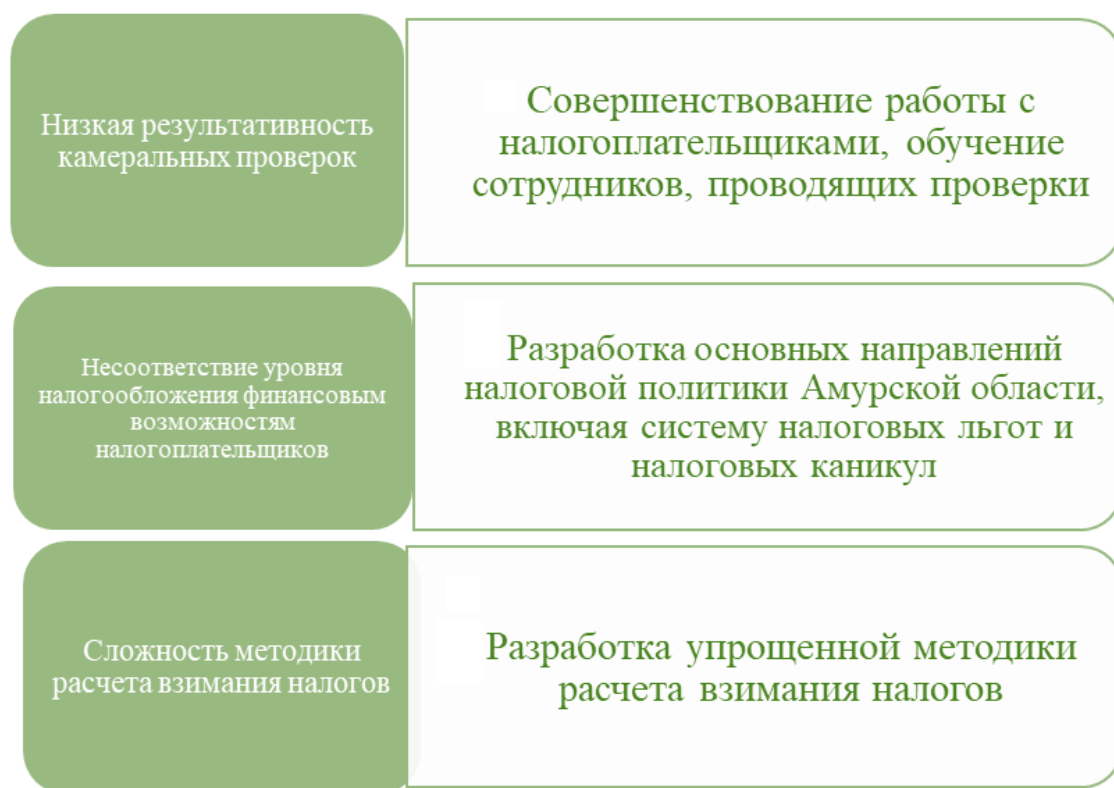 Низкая результативность
камеральных проверок
Совершенствование работы с
налогоплательщиками, обучение
сотрудников, проводящих проверки
Несоответствие уровня
налогообложения финансовым
возможностям
налогоплательщиков
Разработка основных направлений
налоговой политики Амурской области,
включая систему налоговых льгот и
налоговых каникул
Сложность методики
расчета взимания налогов
Разработка упрощенной методики
расчета взимания налогов